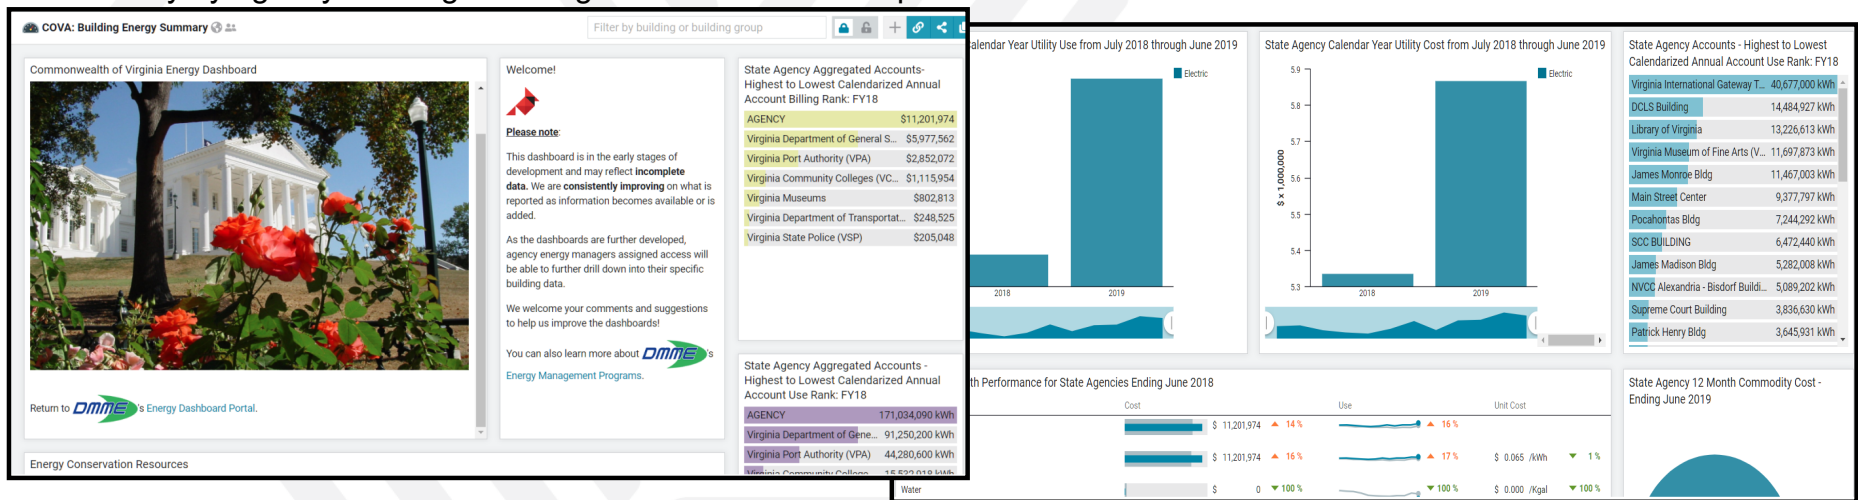 COVA: Building Energy Summary
Filter by building or building group
Commonwealth of Virginia Energy Dashboard
Return to DMME's Energy Dashboard Portal.
Energy Conservation Resources
Welcome!
Please note:
This dashboard is in the early stages of
development and may reflect incomplete
data. We are consistently improving on what is
reported as information becomes available or is
added.
As the dashboards are further developed,
agency energy managers assigned access will
be able to further drill down into their specific
building data.
We welcome your comments and suggestions
to help us improve the dashboards!
You can also learn more about DMME's
Energy Management Programs.
State Agency Aggregated Accounts-
Highest to Lowest Calendarized Annual
Account Billing Rank: FY18
AGENCY $11,201,974
Virginia Department of General S... $5,977,562
Virginia Port Authority (VPA) $2,852,072
Virginia Community Colleges (VC... $1,115,954
Virginia Museums $802,813
Virginia Department of Transportat... $248,525
Virginia State Police (VSP) $205,048
State Agency Aggregated Accounts -
Highest to Lowest Calendarized Annual
Account Use Rank: FY18
AGENCY 171,034,090 kWh
Virginia Department of Gene... 91,250,200 kWh
Virginia Port Authority (VPA) 44,280,600 kWh
Calendar Year Utility Use from July 2018 through June 2019
Electric
2018 2019
State Agency Calendar Year Utility Cost from July 2018 through June 2019
Electric
$ x 1,000,000
5.9
5.8
5.7
5.6
5.5
5.4
5.3
2018 2019
State Agency Accounts - Highest to Lowest
Calendarized Annual Account Use Rank: FY18
Virginia International Gateway T... 40,677,000 kWh
DCLS Building 14,484,927 kWh
Library of Virginia 13,226,613 kWh
Virginia Museum of Fine Arts (V... 11,697,873 kWh
James Monroe Bldg 11,467,003 kWh
Main Street Center 9,377,797 kWh
Pocahontas Bldg 7,244,292 kWh
SCC BUILDING 6,472,440 kWh
James Madison Bldg 5,282,008 kWh
NVCC Alexandria - Bisdorf Buildi... 5,089,202 kWh
Supreme Court Building 3,836,630 kWh
Patrick Henry Bldg 3,645,931 kWh
th Performance for State Agencies Ending June 2018
Cost Use Unit Cost
$ 11,201,974 ▲ 14 % ▲ 16 %
$ 11,201,974 ▲ 16 % ▲ 17 % $ 0.065 /kWh ▼ 1 %
Water $ 0 ▼ 100 % ▼ 100 % $ 0.000 /Kgal ▼ 100 %
State Agency 12 Month Commodity Cost -
Ending June 2019